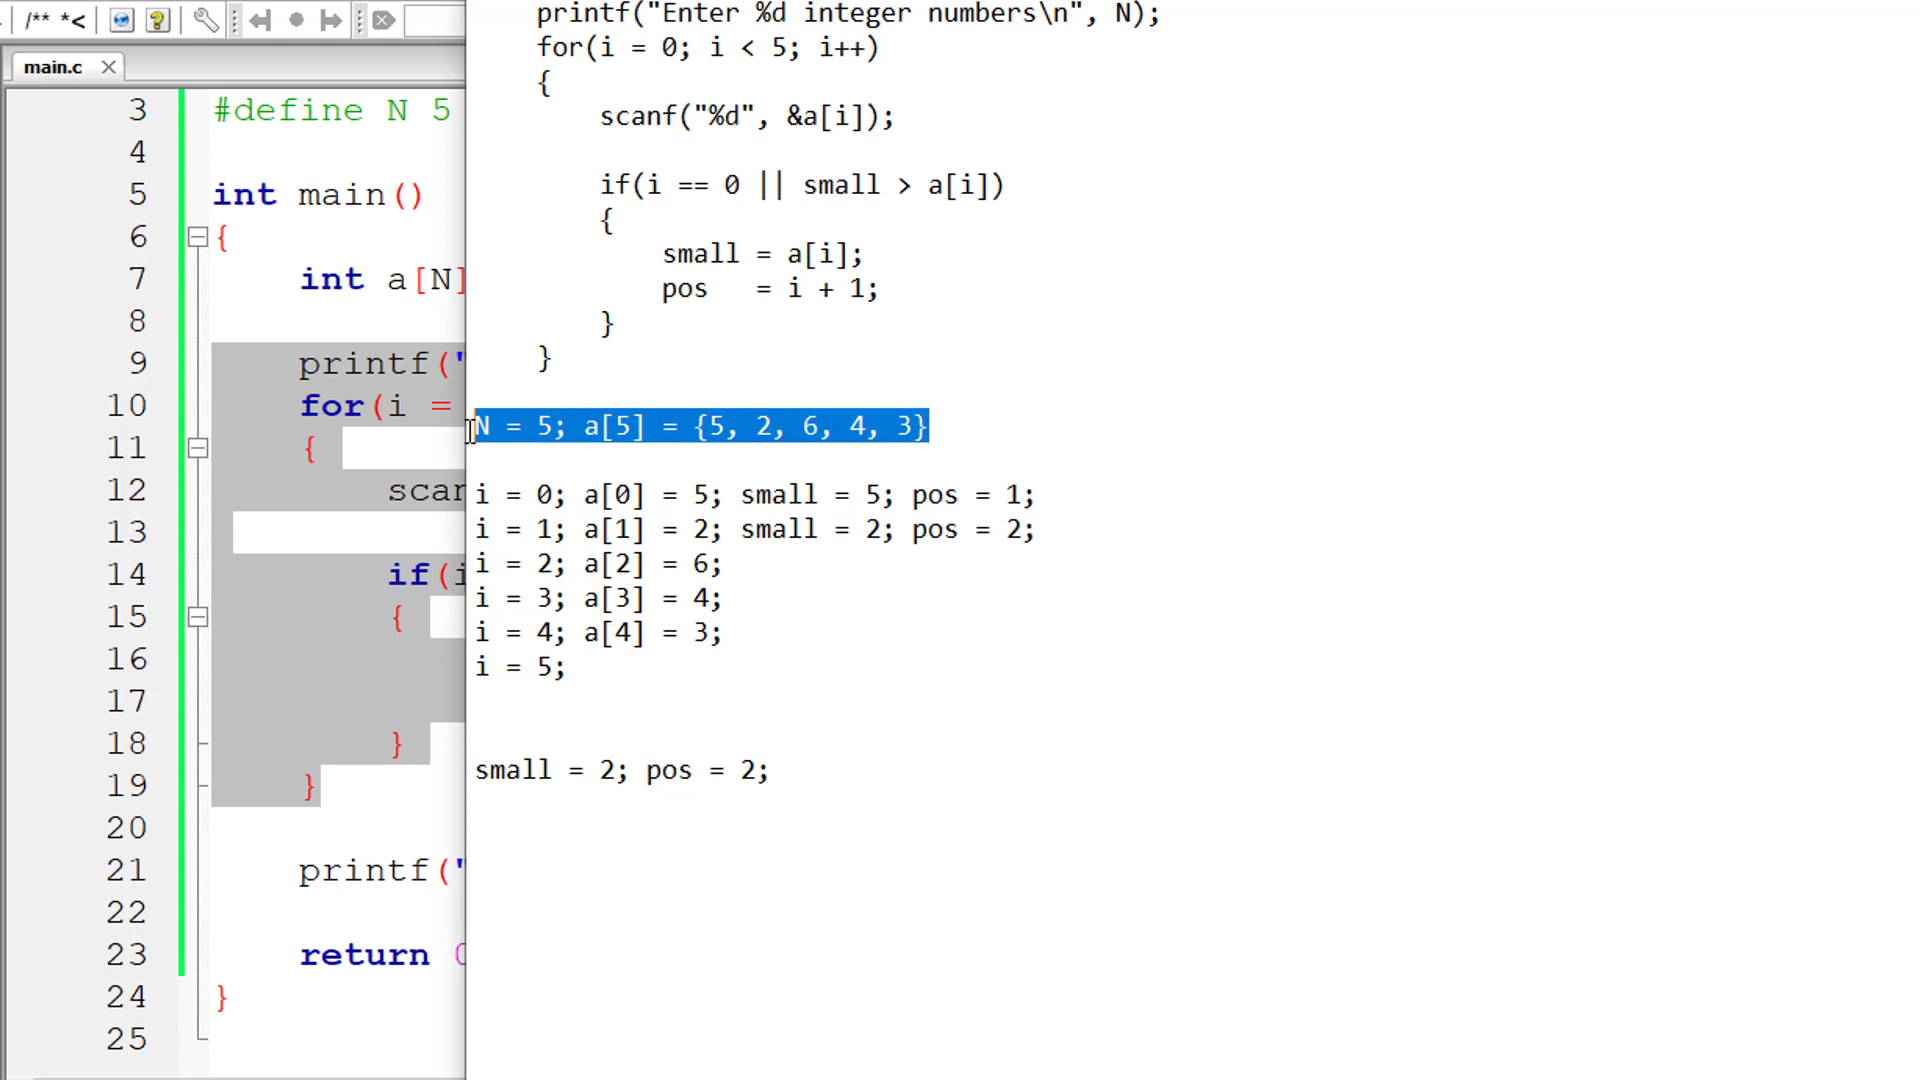 /** *<
main.c
3 #define N 5
4
5 int main()
6 {
7 int a[N]
8
9 printf("
10 for(i =
11 {
12 scan
13
14 if(i
15 {
16
17
18 }
19 }
20
21 printf("
22
23 return 0
24 }
25
printf("Enter %d integer numbers\n", N);
for(i = 0; i < 5; i++)
{
scanf("%d", &a[i]);
if(i == 0 || small > a[i])
{
small = a[i];
pos = i + 1;
}
}
N = 5; a[5] = {5, 2, 6, 4, 3}
i = 0; a[0] = 5; small = 5; pos = 1;
i = 1; a[1] = 2; small = 2; pos = 2;
i = 2; a[2] = 6;
i = 3; a[3] = 4;
i = 4; a[4] = 3;
i = 5;
small = 2; pos = 2;